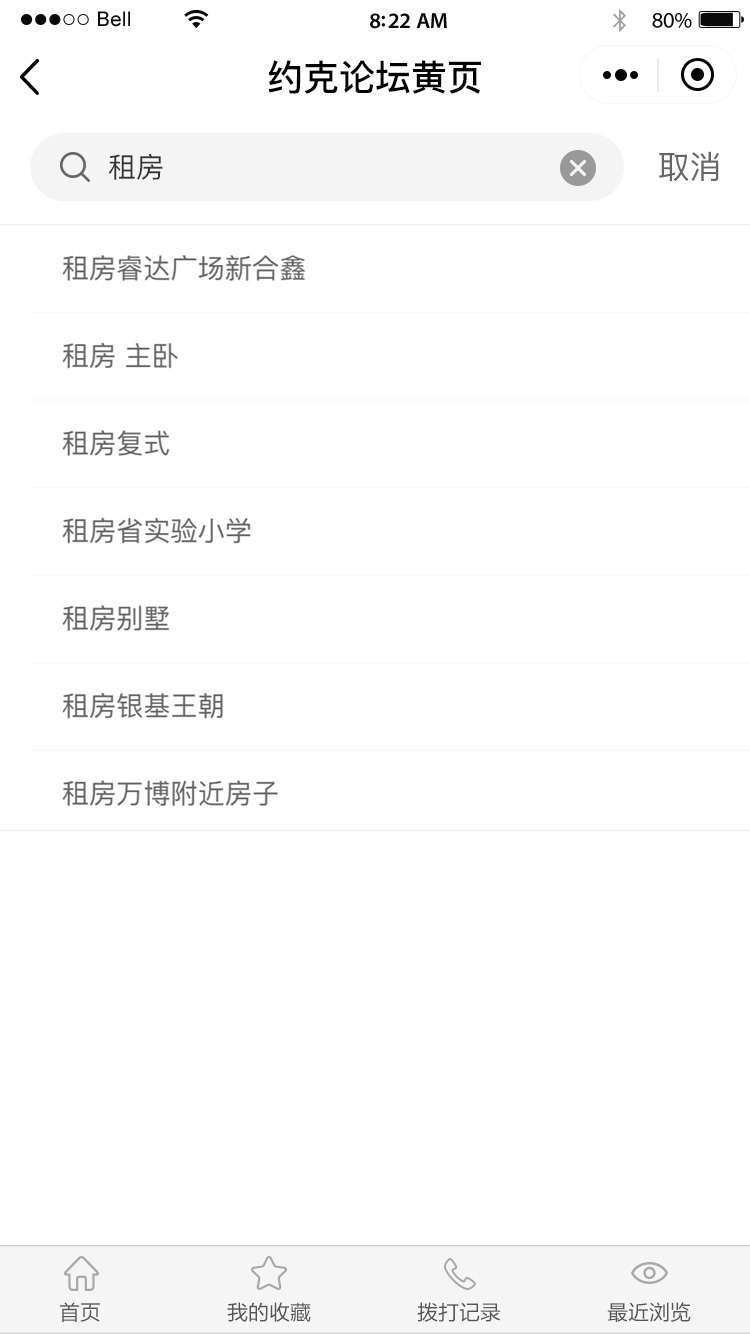 Bell 8:22 AM 80%
约克论坛黄页
租房 取消
租房睿达广场新合鑫
租房 主卧
租房复式
租房省实验小学
租房别墅
租房银基王朝
租房万博附近房子
首页 我的收藏 拨打记录 最近浏览